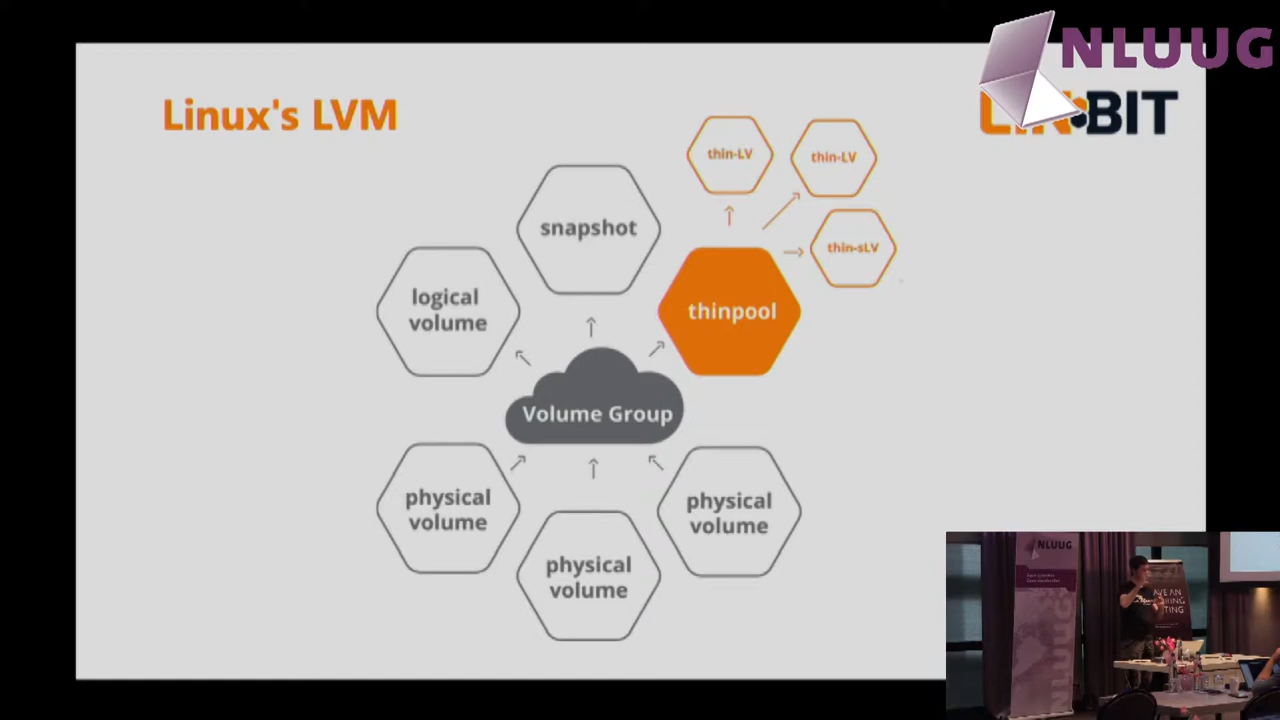 NLUUG
Linux's LVM
LINBIT
thin-LV
thin-LV
snapshot
thin-sLV
logical
volume
thinpool
Volume Group
physical
volume
physical
volume
physical
volume
NLUUG